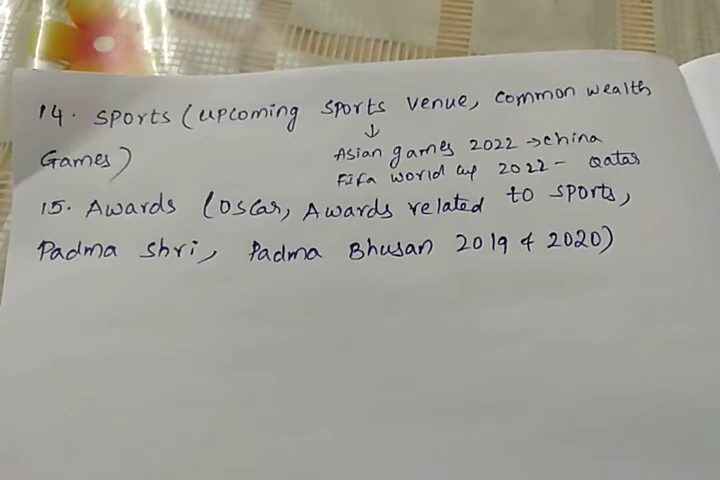 14. Sports (upcoming sports venue, common wealth
Games)
↓
Asian games 2022 → china
Fifa world cup 2022 - Qatar
15. Awards (Oscar, Awards related to sports,
Padma shri, Padma Bhusan 2019 & 2020)